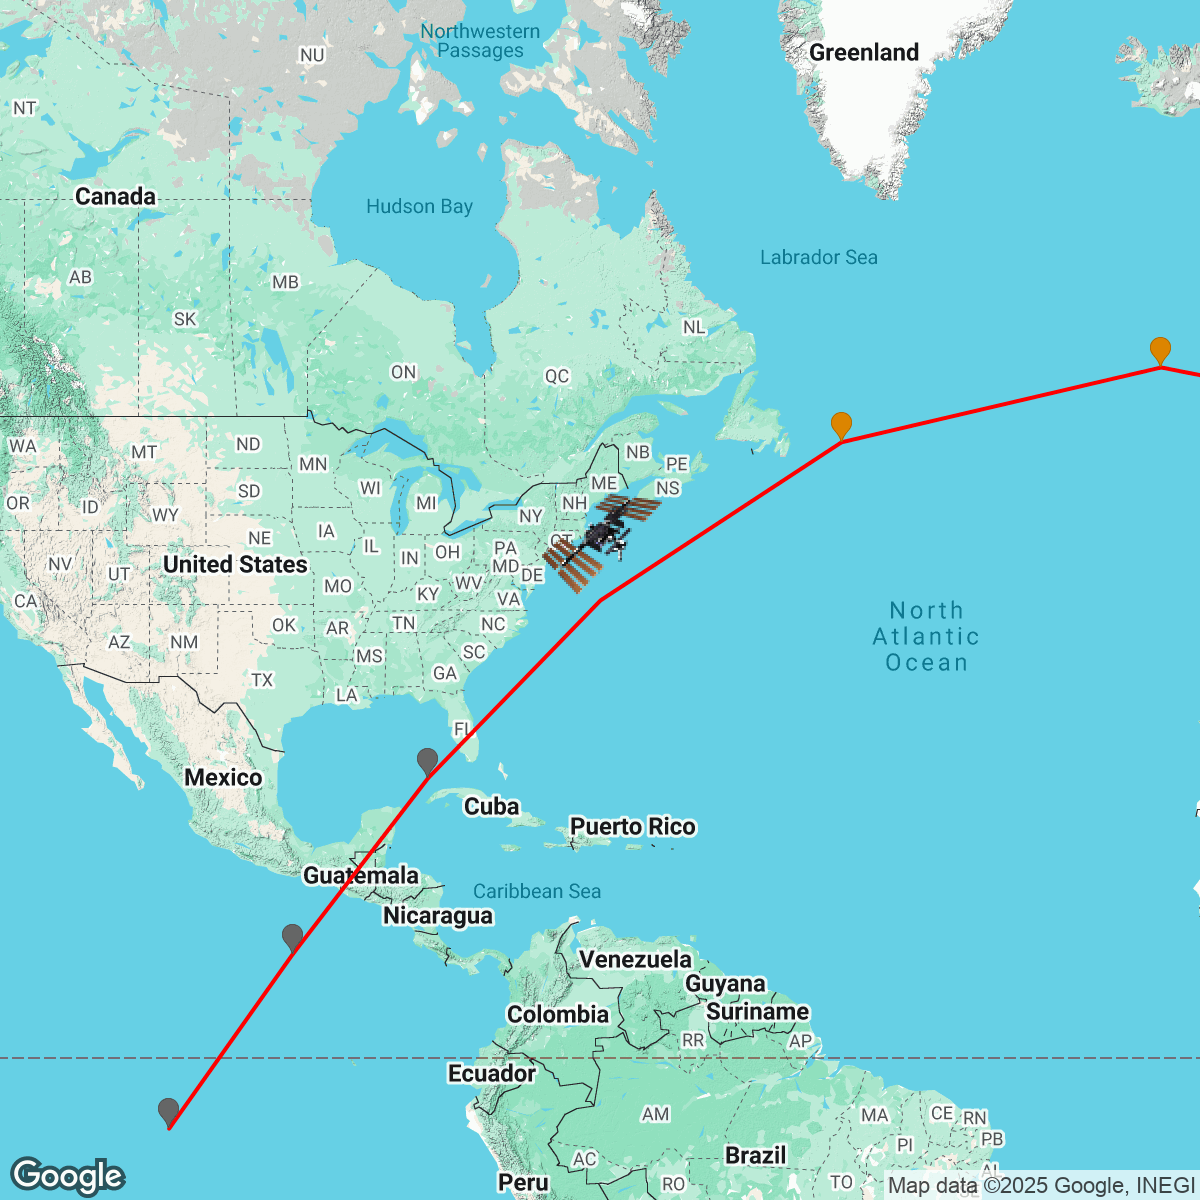 Northwestern
Passages
NU
Greenland
NT
Canada
Hudson Bay
Labrador Sea
AB
MB
SK
NL
ON
QC
WA
MT
ND
MN
NB
PE
SD
WI
MI
ME
NS
OR
ID
WY
NH
NY
IA
NE
IL
IN
OH
PA
CT
NV
UT
United States
MD
DE
CA
MO
KY
WV
VA
North
Atlantic
Ocean
AZ
NM
OK
AR
TN
NC
MS
SC
TX
LA
GA
FL
Mexico
Cuba
Puerto Rico
Guatemala
Caribbean Sea
Nicaragua
Venezuela
Guyana
Colombia
Suriname
RR
AP
Ecuador
AM
MA
CE
RN
PI
PB
AC
Brazil
AL
Peru
RO
TO
SE
Google
Map data ©2025 Google, INEGI